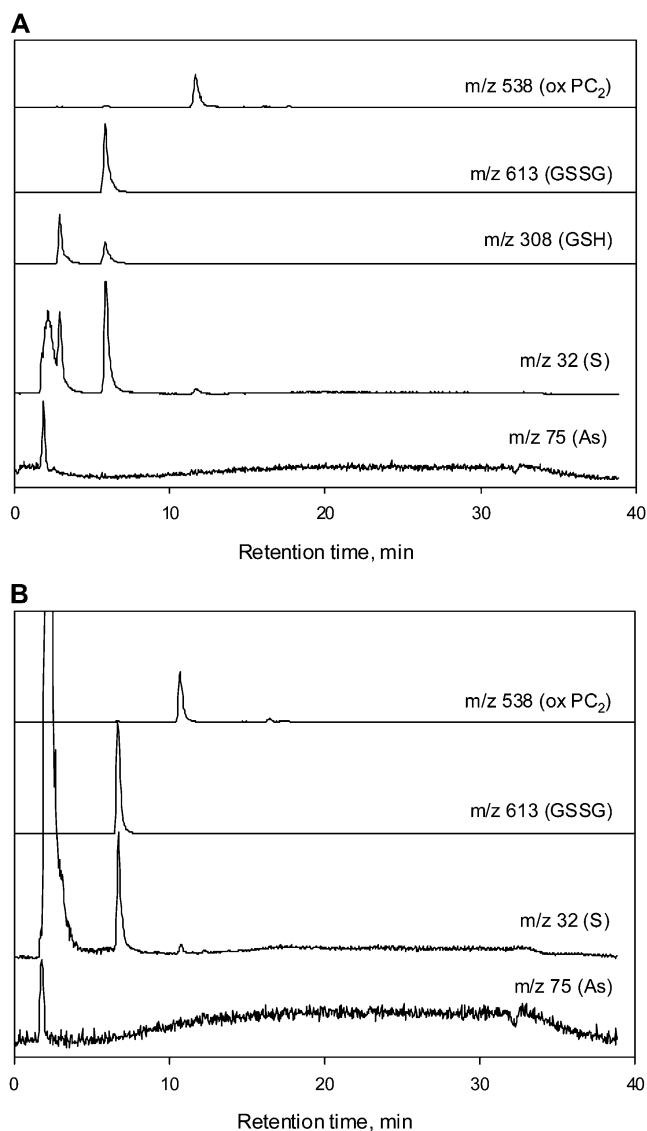 A
m/z 538 (ox PC₂)
m/z 613 (GSSG)
m/z 308 (GSH)
m/z 32 (S)
m/z 75 (As)
0 10 20 30 40
Retention time, min
B
m/z 538 (ox PC₂)
m/z 613 (GSSG)
m/z 32 (S)
m/z 75 (As)
0 10 20 30 40
Retention time, min